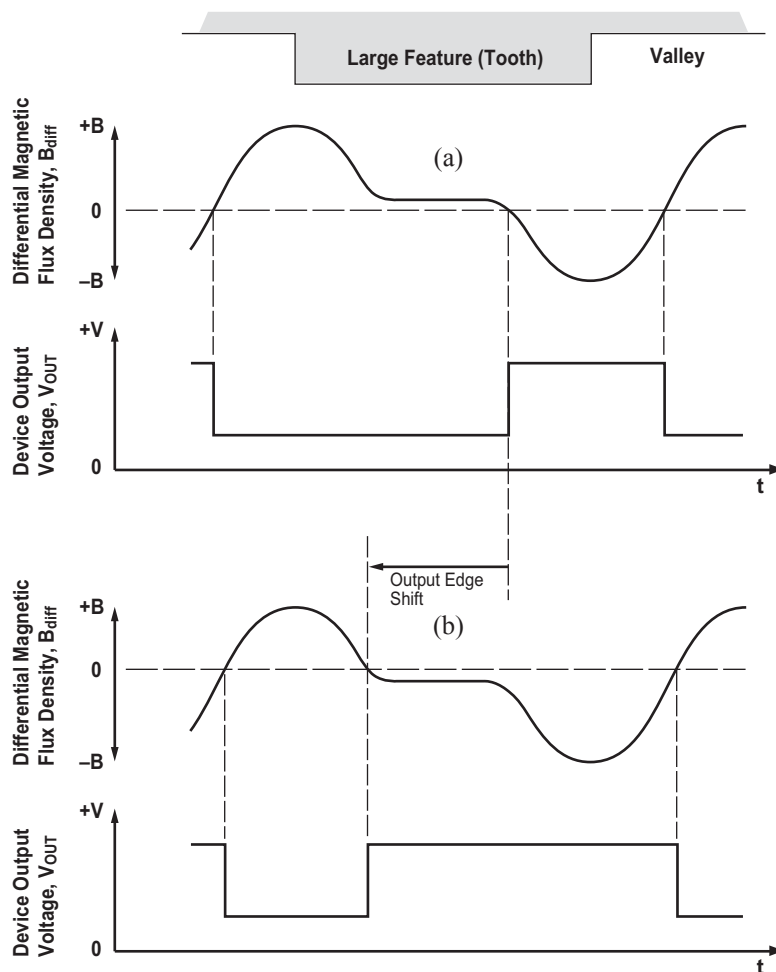 Large Feature (Tooth)
Valley
Differential Magnetic
Flux Density, Bdiff
+B
0
–B
(a)
Device Output
Voltage, VOUT
+V
0
t
Output Edge
Shift
Differential Magnetic
Flux Density, Bdiff
+B
0
–B
(b)
Device Output
Voltage, VOUT
+V
0
t